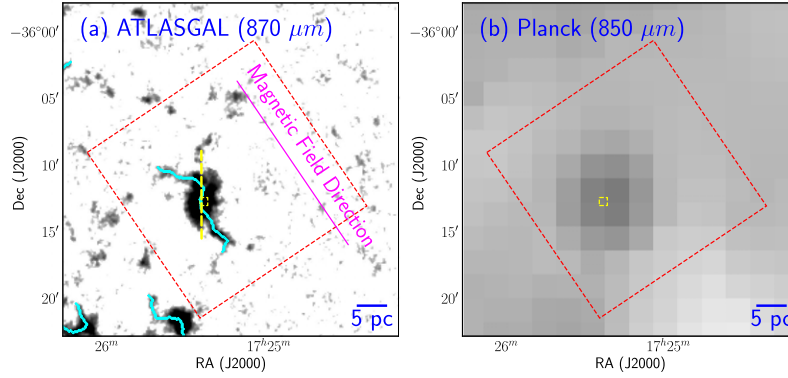 (a) ATLASGAL (870 μm)
−36°00′
05′
10′
15′
20′
Dec (J2000)
Magnetic Field Direction
5 pc
26ᵐ
17ʰ25ᵐ
RA (J2000)
(b) Planck (850 μm)
−36°00′
05′
10′
15′
20′
Dec (J2000)
5 pc
26ᵐ
17ʰ25ᵐ
RA (J2000)